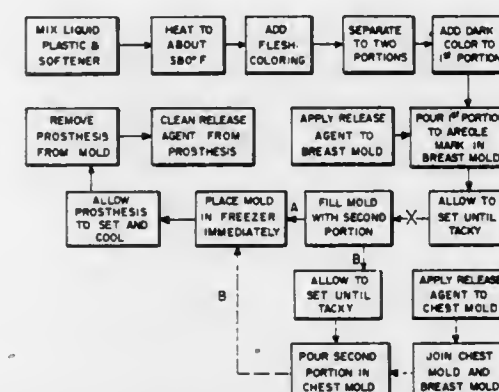 MIX LIQUID
PLASTIC &
SOFTENER
HEAT TO
ABOUT
580°F
ADD
FLESH-
COLORING
SEPARATE
TO TWO
PORTIONS
ADD DARK
COLOR TO
1ST PORTION
REMOVE
PROSTHESIS
FROM MOLD
CLEAN RELEASE
AGENT FROM
PROSTHESIS
APPLY RELEASE
AGENT TO
BREAST MOLD
POUR 1ST PORTION
TO AREOLE
MARK IN
BREAST MOLD
ALLOW
PROSTHESIS
TO SET AND
COOL
PLACE MOLD
IN FREEZER
IMMEDIATELY
A
FILL MOLD
WITH SECOND
PORTION
X
ALLOW TO
SET UNTIL
TACKY
B
B
ALLOW TO
SET UNTIL
TACKY
APPLY RELEASE
AGENT TO
CHEST MOLD
POUR SECOND
PORTION IN
CHEST MOLD
JOIN CHEST
MOLD AND
BREAST MOLD